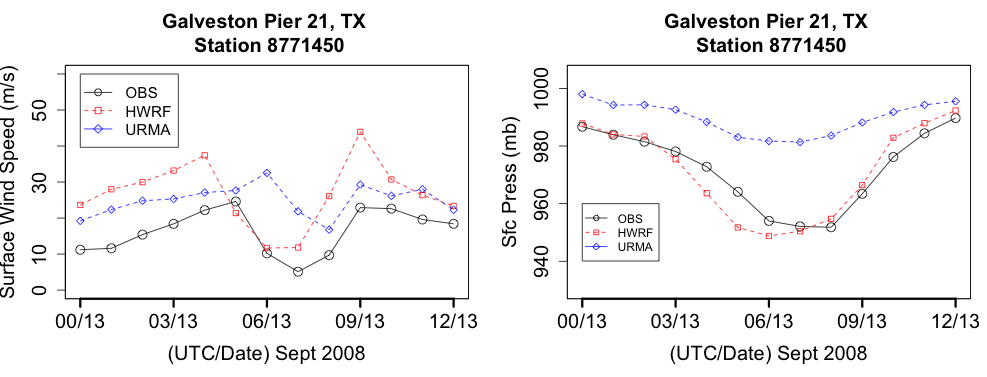 Galveston Pier 21, TX
Station 8771450
Surface Wind Speed (m/s)
50
30
10
0
OBS
HWRF
URMA
00/13 03/13 06/13 09/13 12/13
(UTC/Date) Sept 2008
Galveston Pier 21, TX
Station 8771450
Sfc Press (mb)
1000
980
960
940
OBS
HWRF
URMA
00/13 03/13 06/13 09/13 12/13
(UTC/Date) Sept 2008